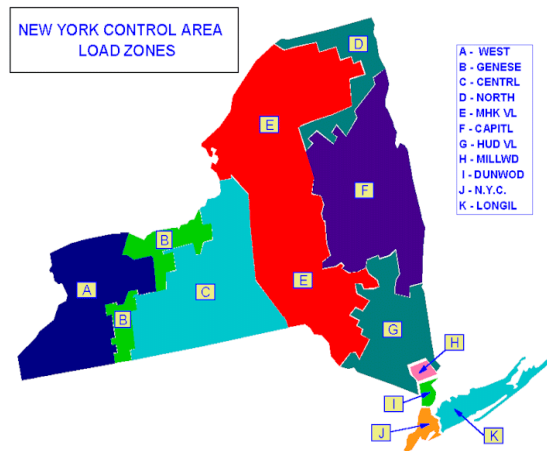 NEW YORK CONTROL AREA
LOAD ZONES
A - WEST
B - GENESE
C - CENTRL
D - NORTH
E - MHK VL
F - CAPITL
G - HUD VL
H - MILLWD
I - DUNWOD
J - N.Y.C.
K - LONGIL
D
E
F
B
A
C
E
B
G
H
I
J
K